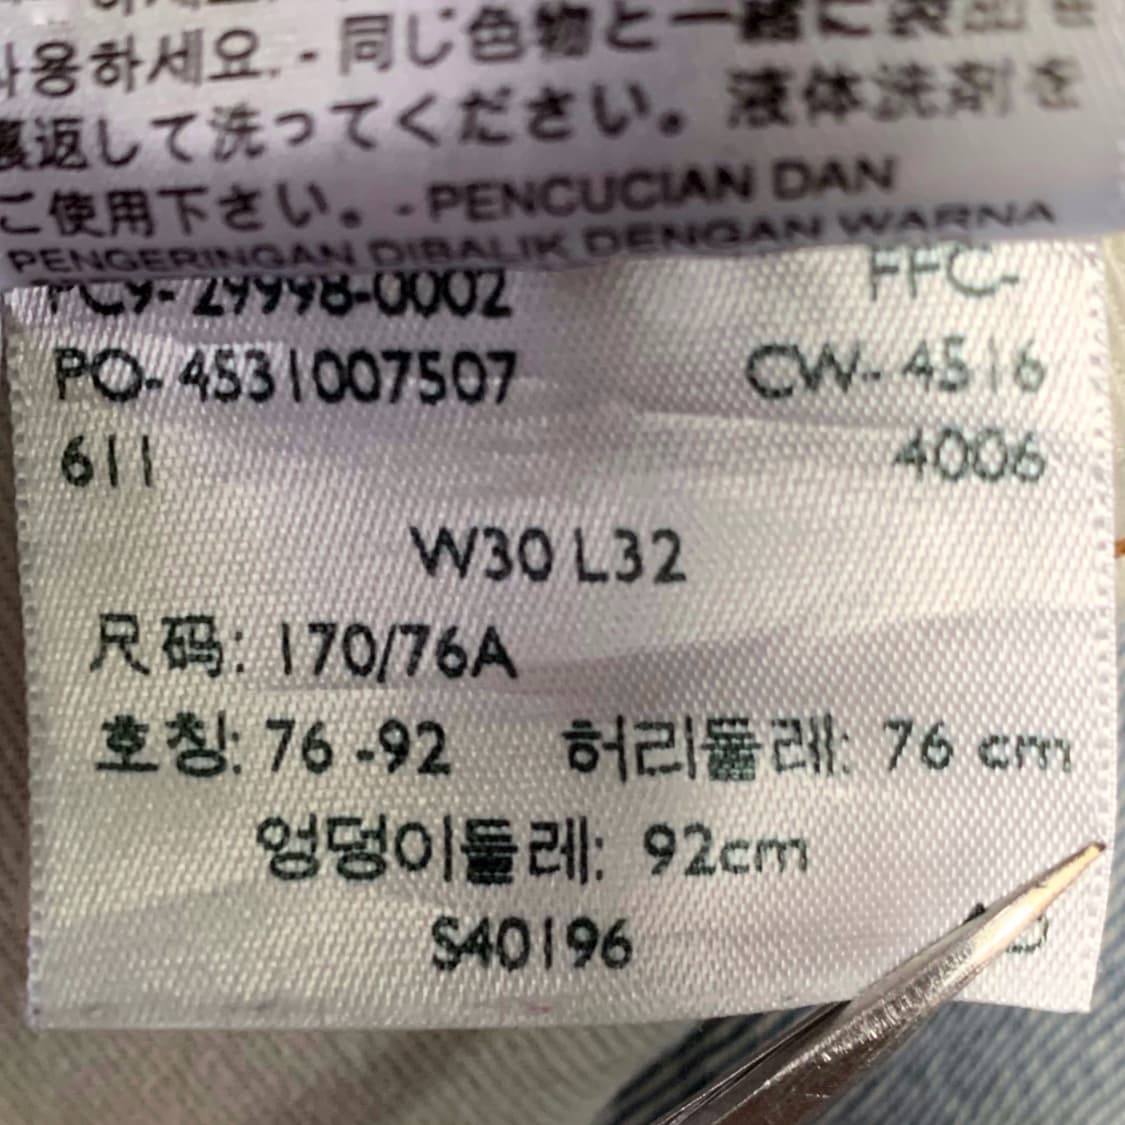 사용하세요. - 同じ色物と一緒に
裏返して洗ってください。液体洗剤を
ご使用下さい。- PENCUCIAN DAN
PENGERINGAN DIBALIK DENGAN WARNA
PC9- 29998-0002 FFC-
PO- 4531007507 CW- 4516
611 4006
W30 L32
尺码: 170/76A
호칭: 76 -92 허리둘레: 76 cm
엉덩이둘레: 92cm
S40196